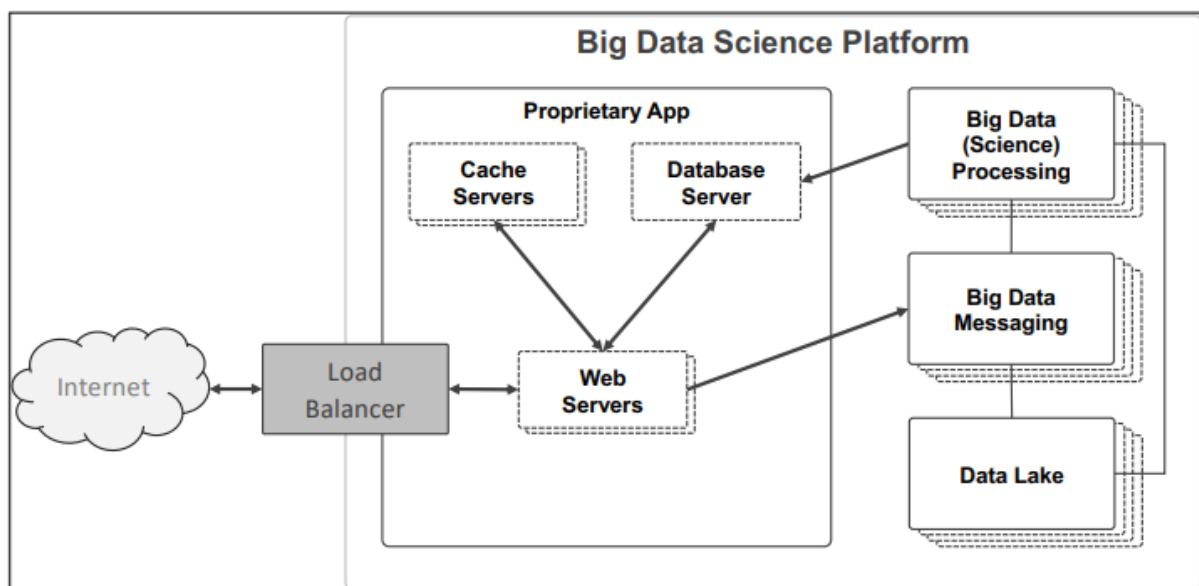 Big Data Science Platform
Proprietary App
Cache
Servers
Database
Server
Big Data
(Science)
Processing
Big Data
Messaging
Internet
Load
Balancer
Web
Servers
Data Lake